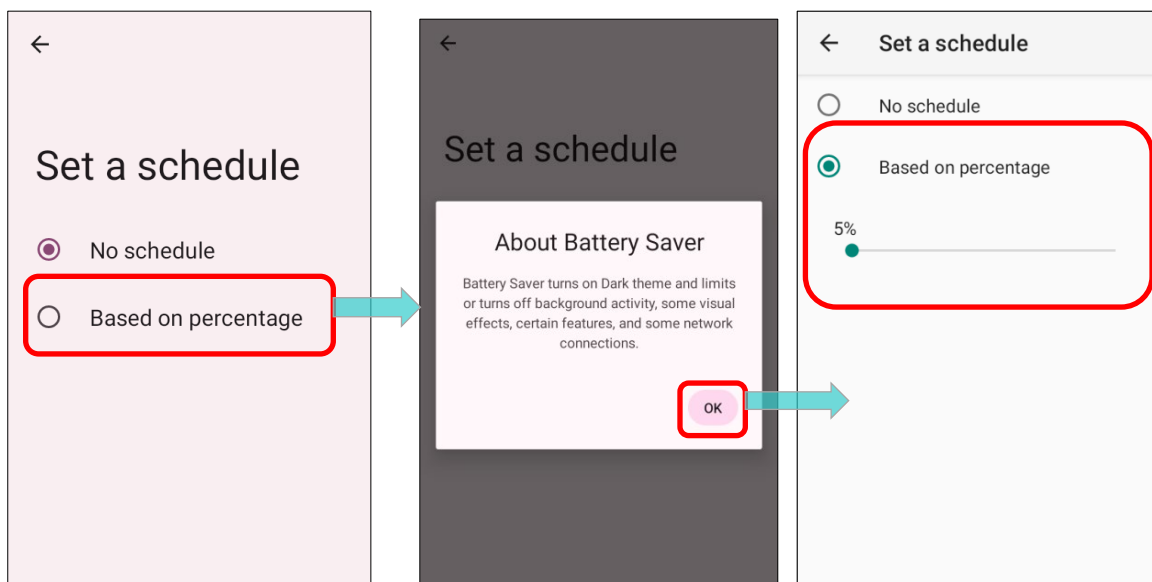 Set a schedule
No schedule
Based on percentage
Set a schedule
About Battery Saver
Battery Saver turns on Dark theme and limits
or turns off background activity, some visual
effects, certain features, and some network
connections.
OK
Set a schedule
No schedule
Based on percentage
5%